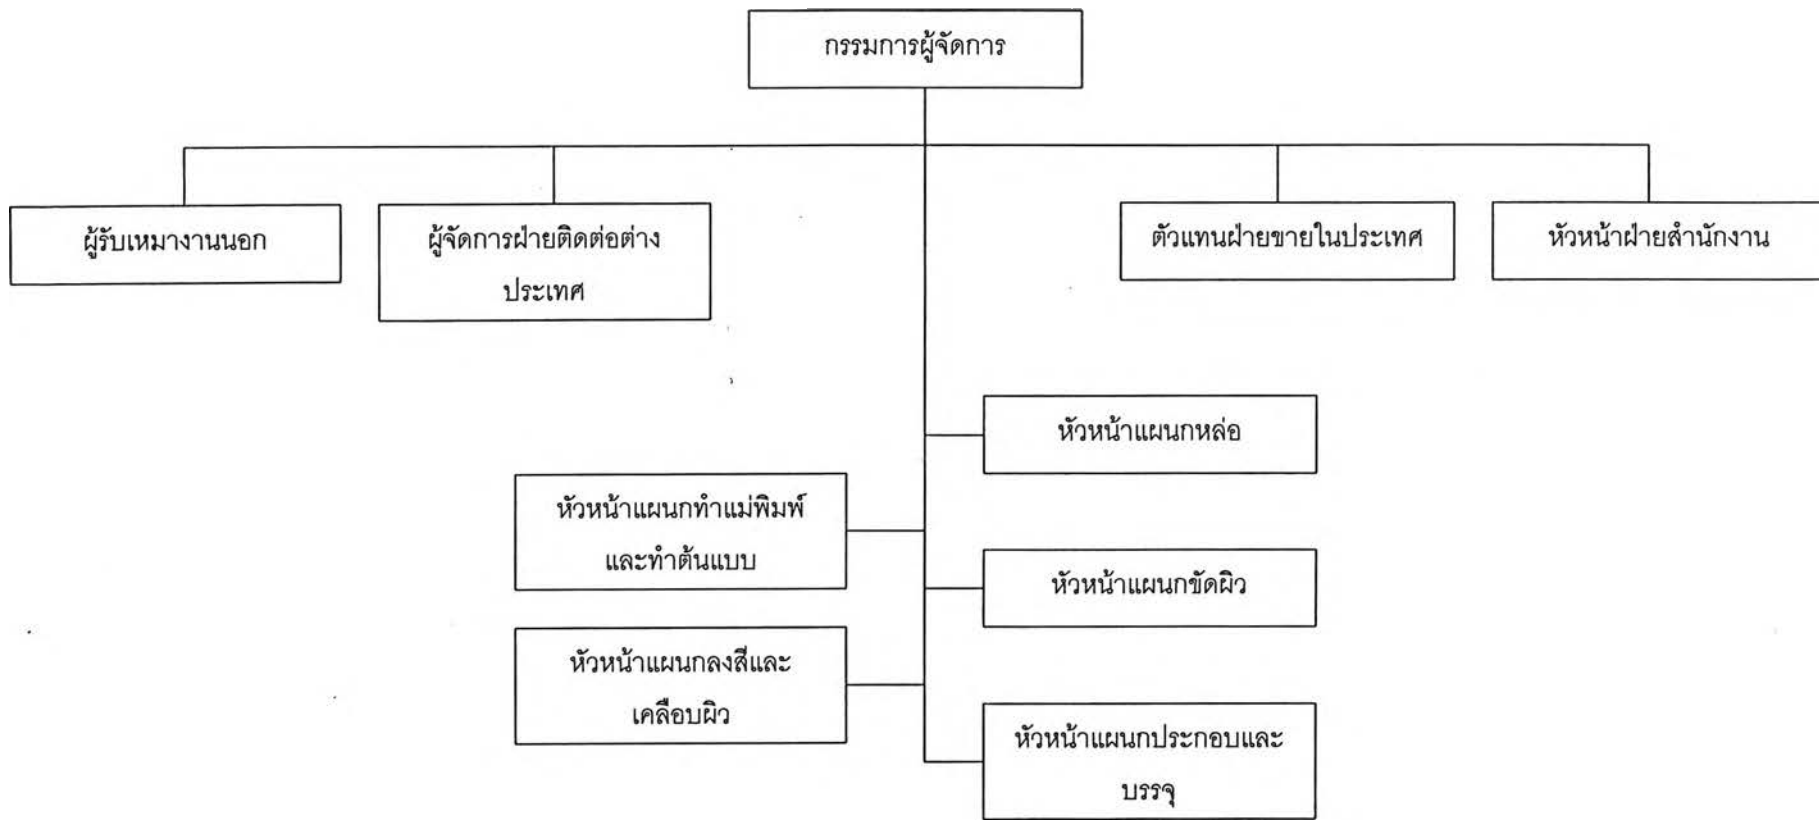 กรรมการผู้จัดการ
ผู้รับเหมางานนอก
ผู้จัดการฝ่ายติดต่อต่าง
ประเทศ
ตัวแทนฝ่ายขายในประเทศ
หัวหน้าฝ่ายสำนักงาน
หัวหน้าแผนกหล่อ
หัวหน้าแผนกทำแม่พิมพ์
และทำต้นแบบ
หัวหน้าแผนกขัดผิว
หัวหน้าแผนกลงสีและ
เคลือบผิว
หัวหน้าแผนกประกอบและ
บรรจุ